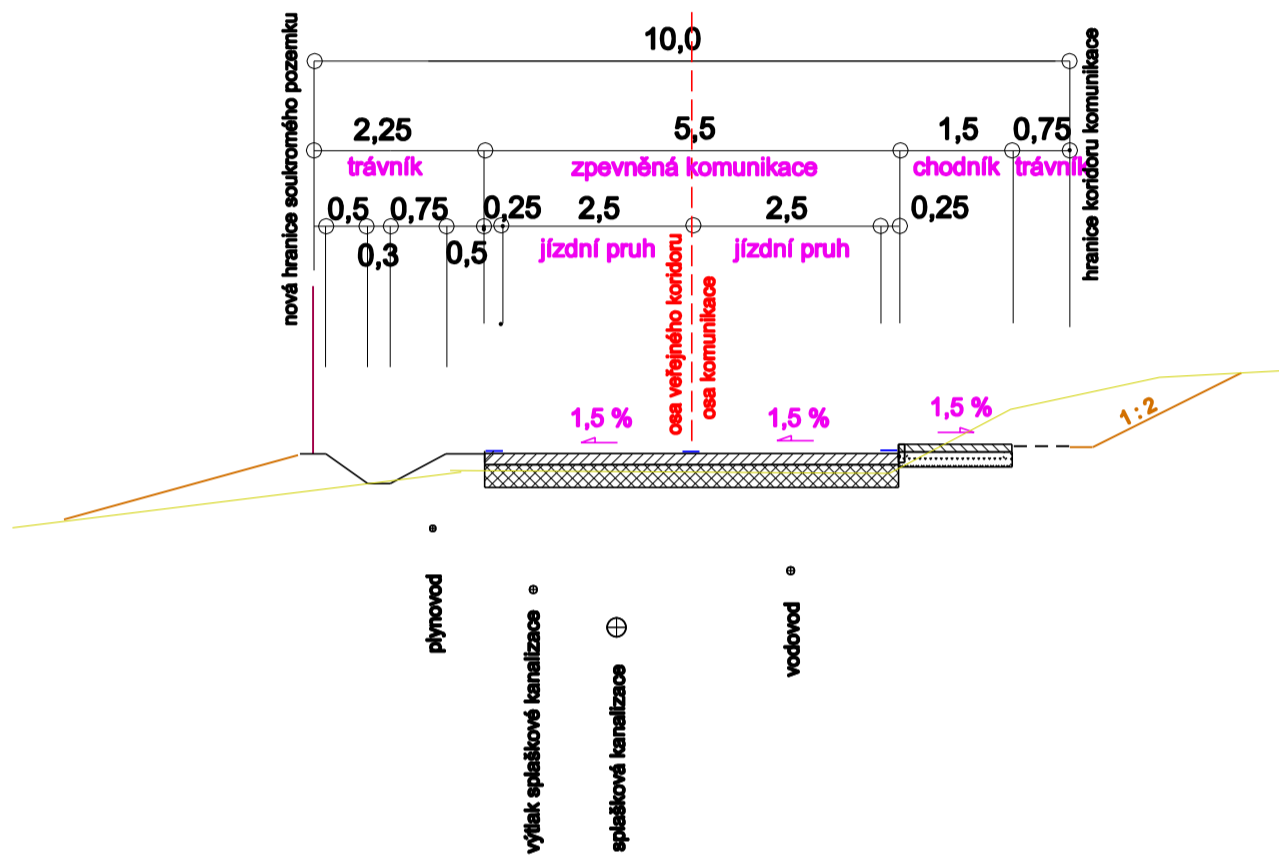 10,0
nová hranice soukromého pozemku
hranice koridoru komunikace
2,25
5,5
1,5
0,75
trávník
zpevněná komunikace
chodník
trávník
0,5
0,75
0,25
2,5
2,5
0,25
0,3
0,5
jízdní pruh
jízdní pruh
osa veřejného koridoru
osa komunikace
1,5 %
1,5 %
1,5 %
1:2
plynovod
výtlak splaškové kanalizace
splašková kanalizace
vodovod